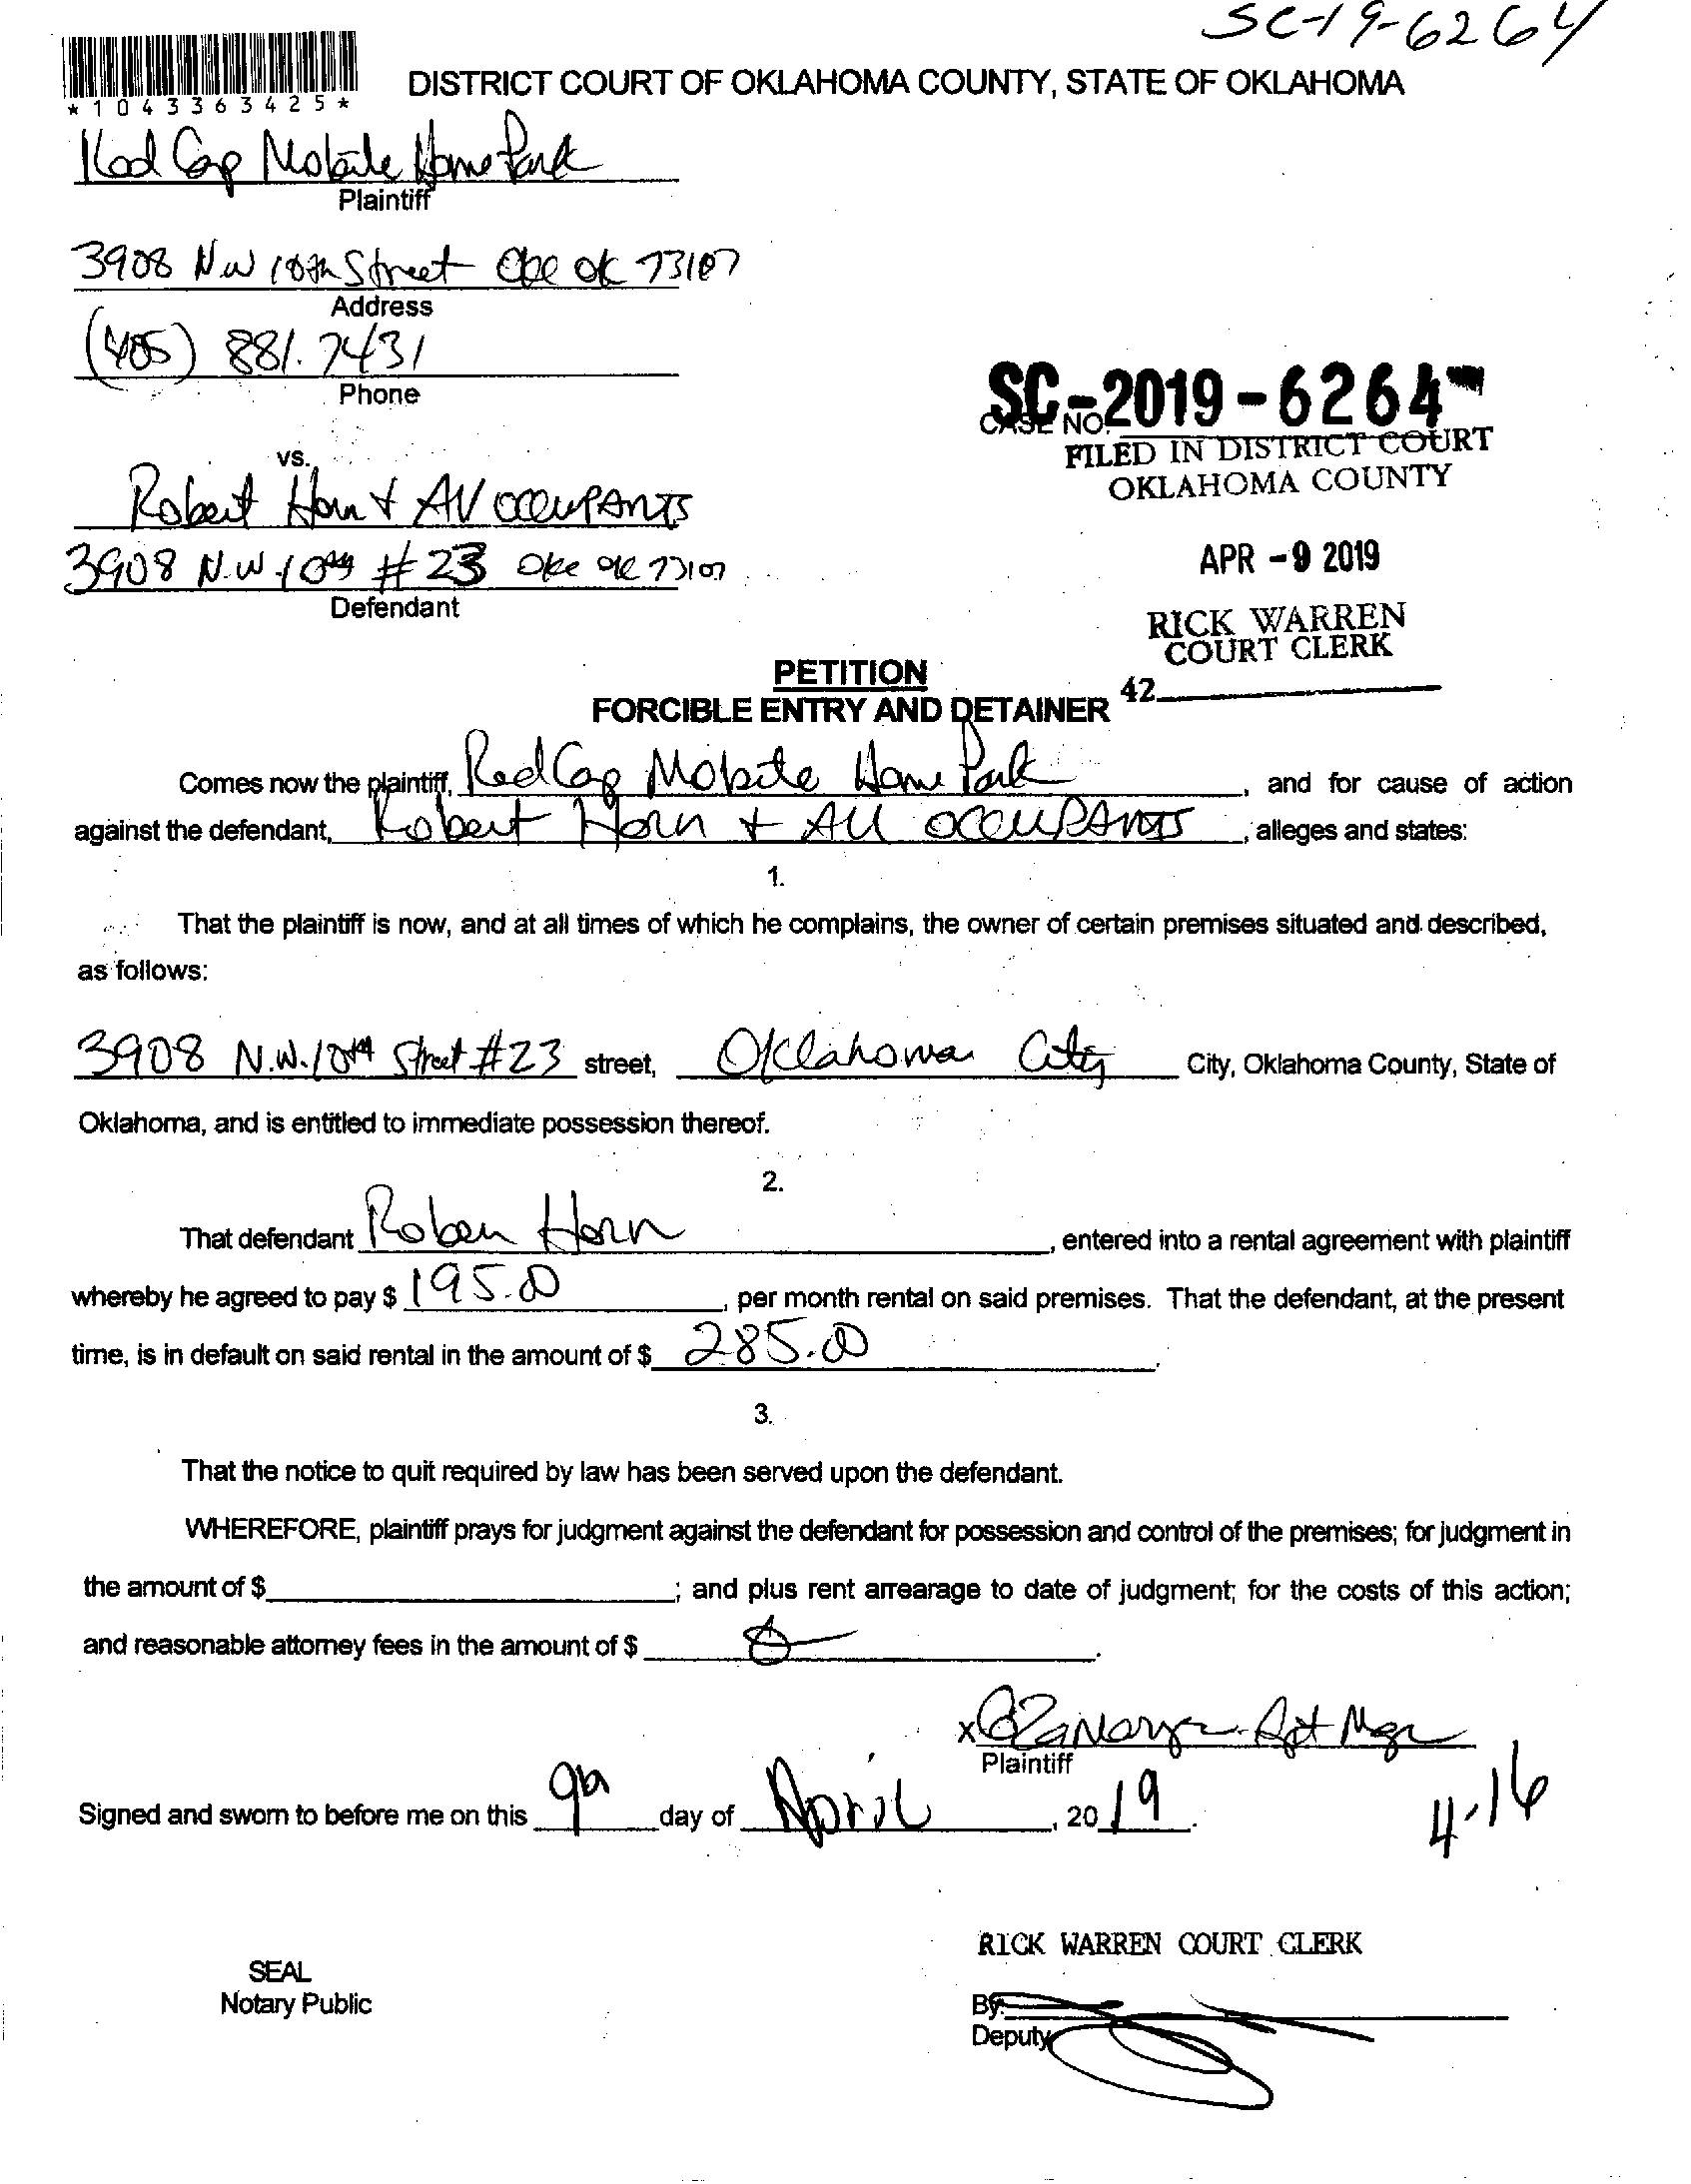 SC-19-6264
*1043363425*
DISTRICT COURT OF OKLAHOMA COUNTY, STATE OF OKLAHOMA
Red Cap Mobile Home Park
Plaintiff
3908 NW 10th Street OKC OK 73107
Address
(405) 881.7431
Phone
SC-2019-6264
CASE NO.
FILED IN DISTRICT COURT
OKLAHOMA COUNTY
vs.
Robert Horn + All OCCUPANTS
3908 N.W. 10th #23 OKC OK 73107
Defendant
APR -9 2019
RICK WARREN
COURT CLERK
42
PETITION
FORCIBLE ENTRY AND DETAINER
Comes now the plaintiff, Red Cap Mobile Home Park, and for cause of action
against the defendant, Robert Horn + All OCCUPANTS, alleges and states:
1.
That the plaintiff is now, and at all times of which he complains, the owner of certain premises situated and described,
as follows:
3908 N.W. 10th Street #23 street, Oklahoma City City, Oklahoma County, State of
Oklahoma, and is entitled to immediate possession thereof.
2.
That defendant Robert Horn, entered into a rental agreement with plaintiff
whereby he agreed to pay $ 195.00, per month rental on said premises. That the defendant, at the present
time, is in default on said rental in the amount of $ 285.00.
3.
That the notice to quit required by law has been served upon the defendant.
WHEREFORE, plaintiff prays for judgment against the defendant for possession and control of the premises; for judgment in
the amount of $ ; and plus rent arrearage to date of judgment; for the costs of this action;
and reasonable attorney fees in the amount of $ .
x Apt Mgr
Plaintiff
Signed and sworn to before me on this 9th day of April, 2019.
4-16
RICK WARREN COURT CLERK
SEAL
Notary Public
By:
Deputy